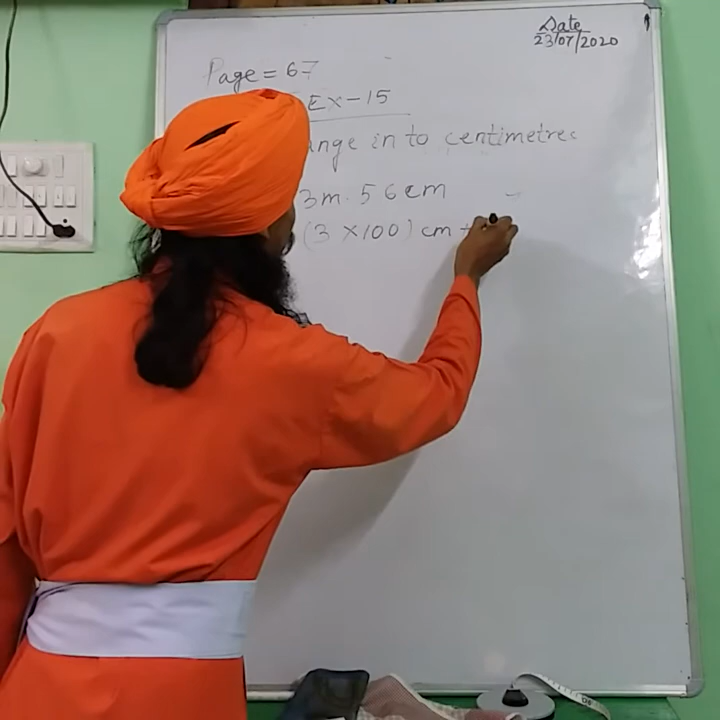 Date
23/07/2020
Page = 67
Ex-15
ange in to centimetres
3m. 56cm
(3 ×100) cm +